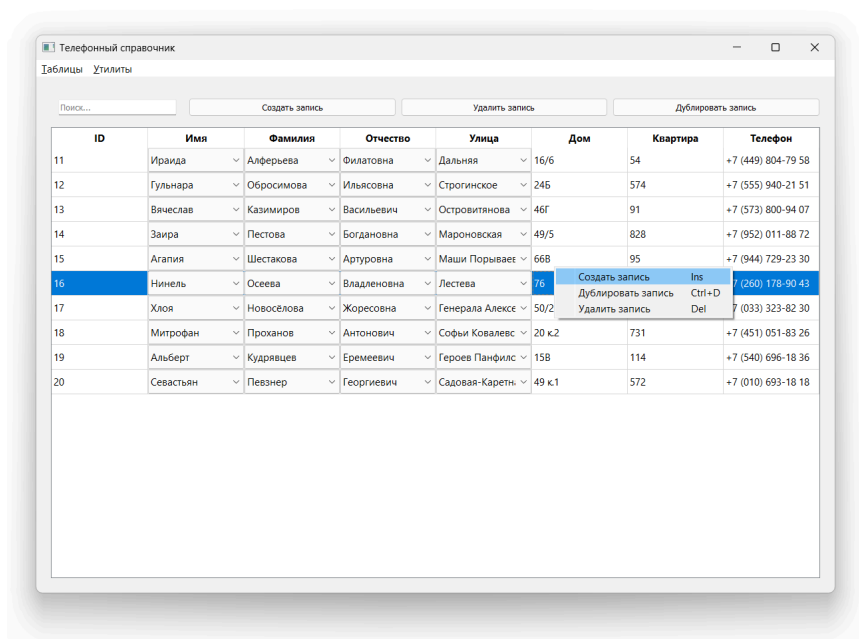 Телефонный справочник
Таблицы Утилиты
Поиск... Создать запись Удалить запись Дублировать запись
ID Имя Фамилия Отчество Улица Дом Квартира Телефон
11 Ираида Алферьева Филатовна Дальняя 16/6 54 +7 (449) 804-79 58
12 Гульнара Обросимова Ильясовна Строгинское 24Б 574 +7 (555) 940-21 51
13 Вячеслав Казимиров Васильевич Островитянова 46Г 91 +7 (573) 800-94 07
14 Заира Пестова Богдановна Мароновская 49/5 828 +7 (952) 011-88 72
15 Агапия Шестакова Артуровна Маши Порываев 66В 95 +7 (944) 729-23 30
16 Нинель Осеева Владленовна Лестева 76 7 (260) 178-90 43
Создать запись Ins
Дублировать запись Ctrl+D
Удалить запись Del
17 Хлоя Новосёлова Жоресовна Генерала Алексе 50/2 7 (033) 323-82 30
18 Митрофан Проханов Антонович Софьи Ковалевс 20 к.2 731 +7 (451) 051-83 26
19 Альберт Кудрявцев Еремеевич Героев Панфилс 15В 114 +7 (540) 696-18 36
20 Севастьян Певзнер Георгиевич Садовая-Каретн 49 к.1 572 +7 (010) 693-18 18